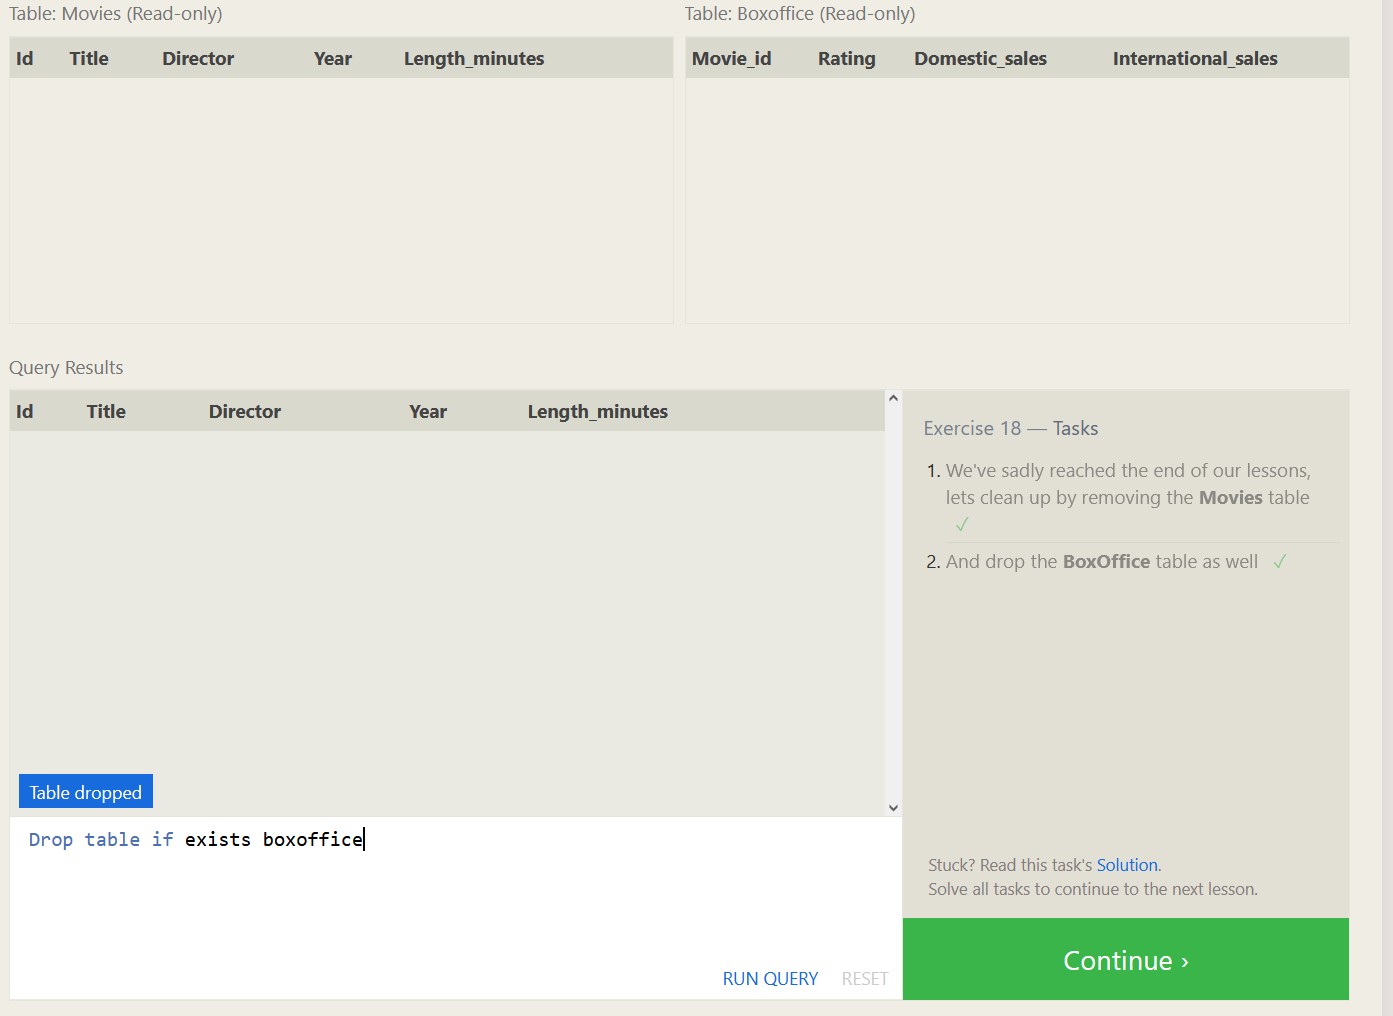 Table: Movies (Read-only)
Id Title Director Year Length_minutes
Table: Boxoffice (Read-only)
Movie_id Rating Domestic_sales International_sales
Query Results
Id Title Director Year Length_minutes
Table dropped
Drop table if exists boxoffice
RUN QUERY RESET
Exercise 18 — Tasks
1. We've sadly reached the end of our lessons,
lets clean up by removing the Movies table
✓
2. And drop the BoxOffice table as well ✓
Stuck? Read this task's Solution.
Solve all tasks to continue to the next lesson.
Continue ›